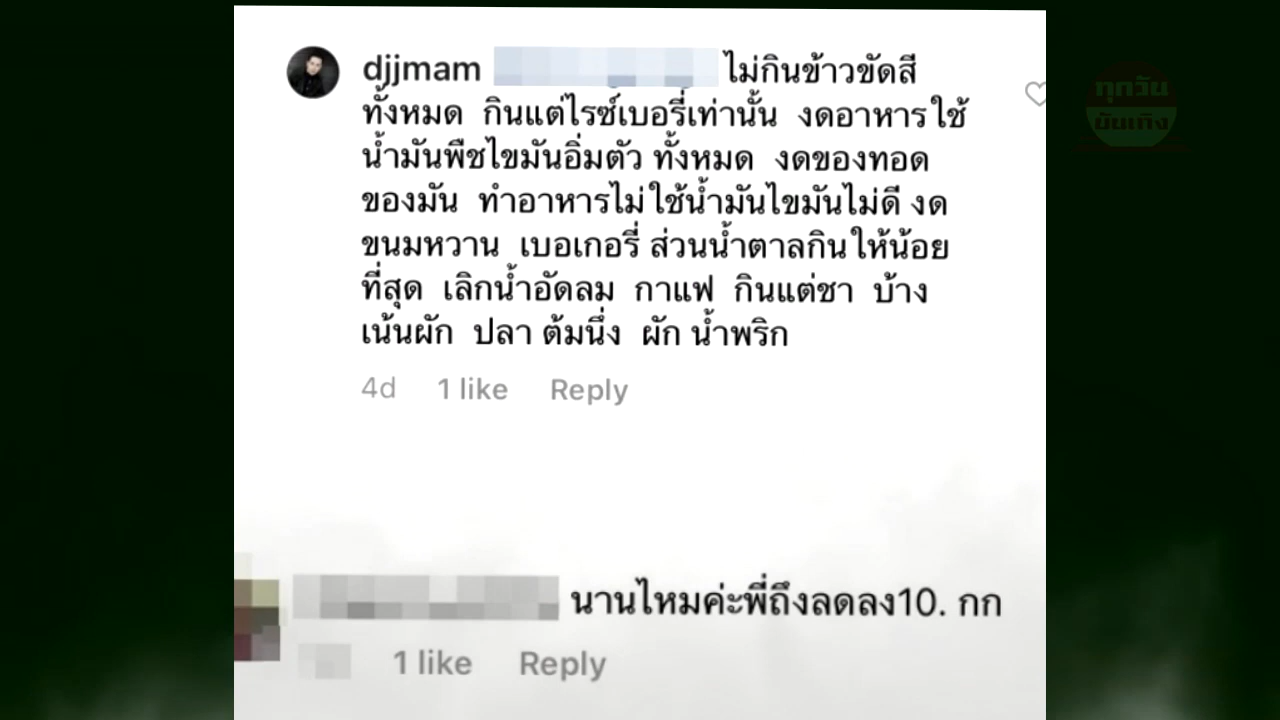 djjmam ไม่กินข้าวขัดสี
ทั้งหมด กินแต่ไรซ์เบอรี่เท่านั้น งดอาหารใช้
น้ำมันพืชไขมันอิ่มตัว ทั้งหมด งดของทอด
ของมัน ทำอาหารไม่ใช้น้ำมันไขมันไม่ดี งด
ขนมหวาน เบอเกอรี่ ส่วนน้ำตาลกินให้น้อย
ที่สุด เลิกน้ำอัดลม กาแฟ กินแต่ชา บ้าง
เน้นผัก ปลา ต้มนึ่ง ผัก น้ำพริก
4d 1 like Reply
นานไหมค่ะพี่ถึงลดลง10. กก
1 like Reply
ทุกวัน
บันเทิง